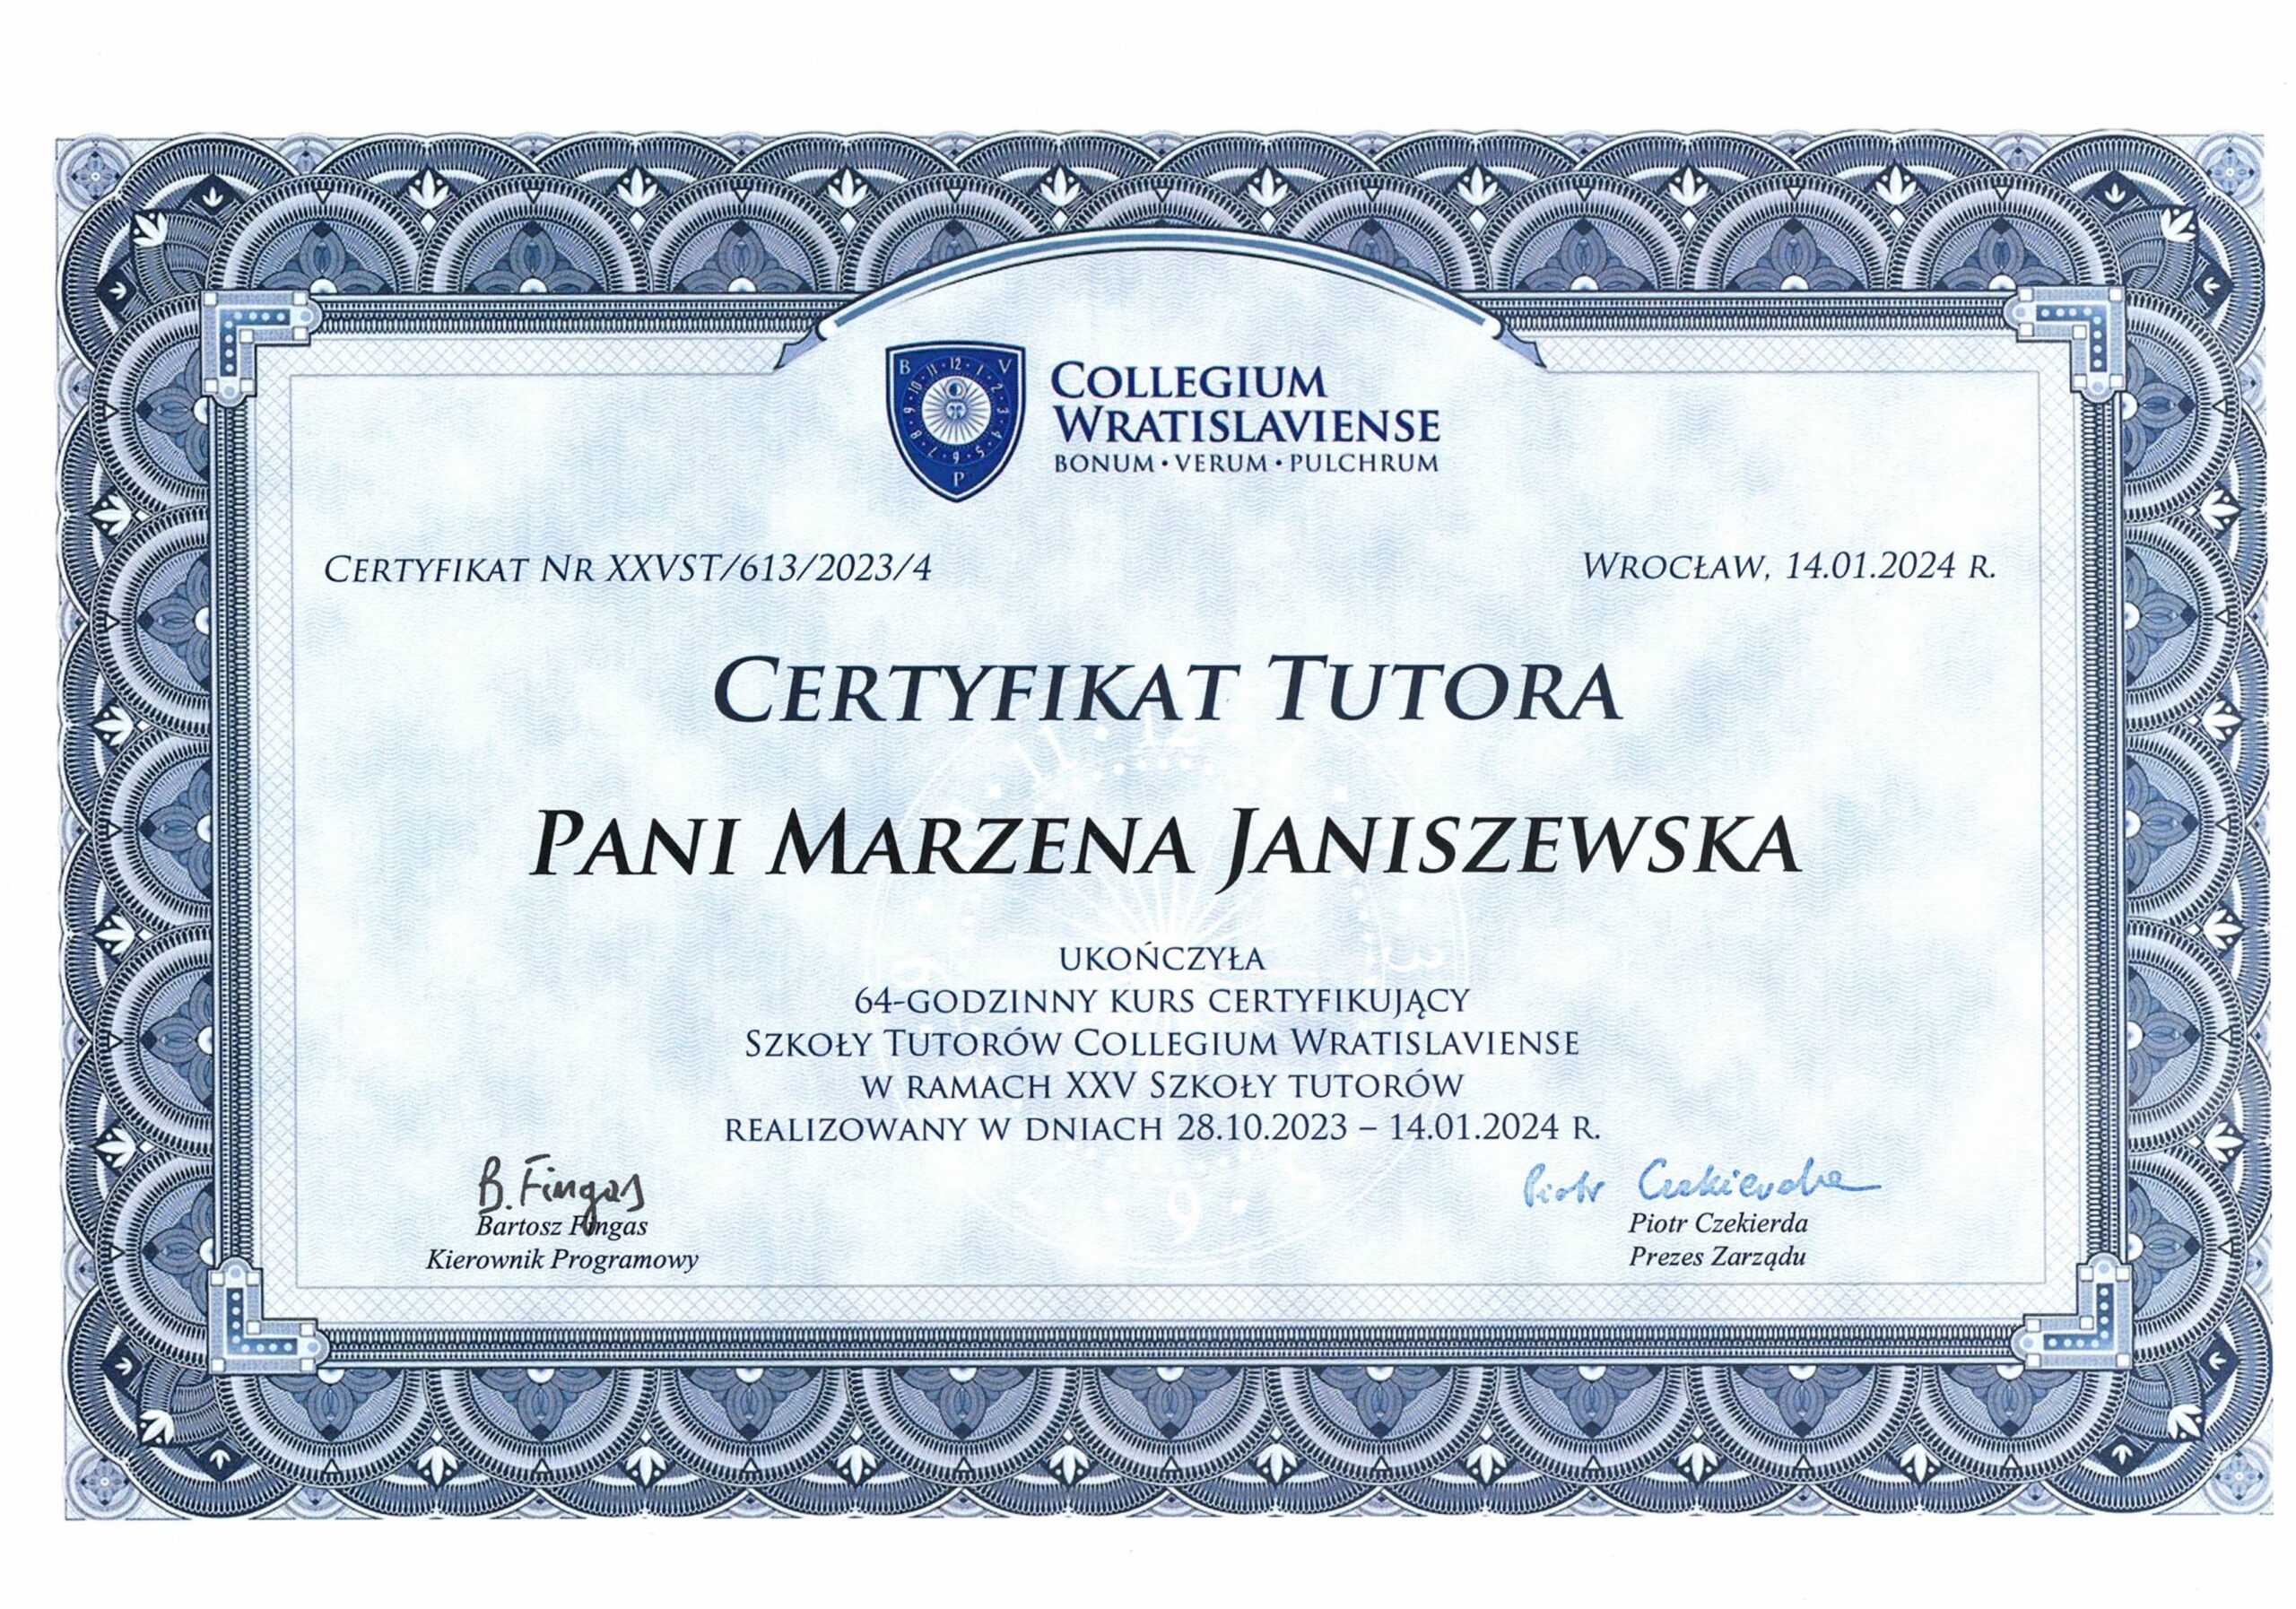 B V
P
COLLEGIUM
WRATISLAVIENSE
BONUM • VERUM • PULCHRUM
CERTYFIKAT NR XXVST/613/2023/4
WROCŁAW, 14.01.2024 R.
CERTYFIKAT TUTORA
PANI MARZENA JANISZEWSKA
UKOŃCZYŁA
64-GODZINNY KURS CERTYFIKUJĄCY
SZKOŁY TUTORÓW COLLEGIUM WRATISLAVIENSE
W RAMACH XXV SZKOŁY TUTORÓW
REALIZOWANY W DNIACH 28.10.2023 – 14.01.2024 R.
B. Fingas
Bartosz Fingas
Kierownik Programowy
Piotr Czekierda
Piotr Czekierda
Prezes Zarządu